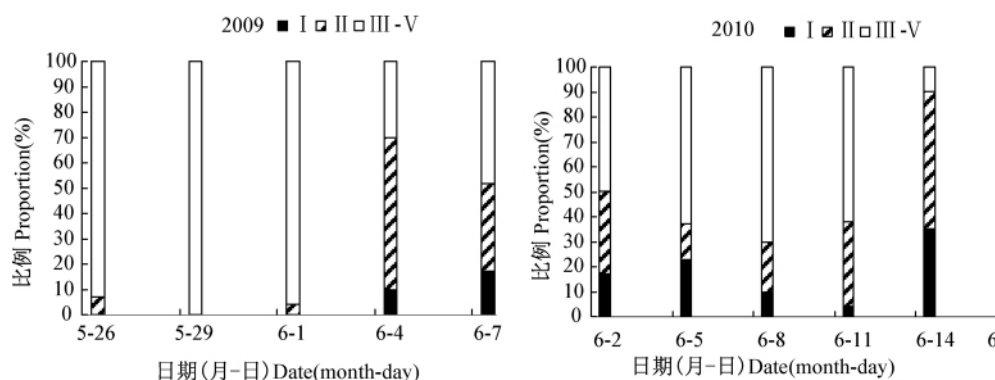 2009 ■ Ⅰ ▨ Ⅱ □ Ⅲ-Ⅴ
比例 Proportion(%)
100
90
80
70
60
50
40
30
20
10
0
5-26 5-29 6-1 6-4 6-7
日期(月-日)Date(month-day)
2010 ■ Ⅰ ▨ Ⅱ □ Ⅲ-Ⅴ
比例 Proportion(%)
100
90
80
70
60
50
40
30
20
10
0
6-2 6-5 6-8 6-11 6-14 6
日期(月-日)Date(month-day)